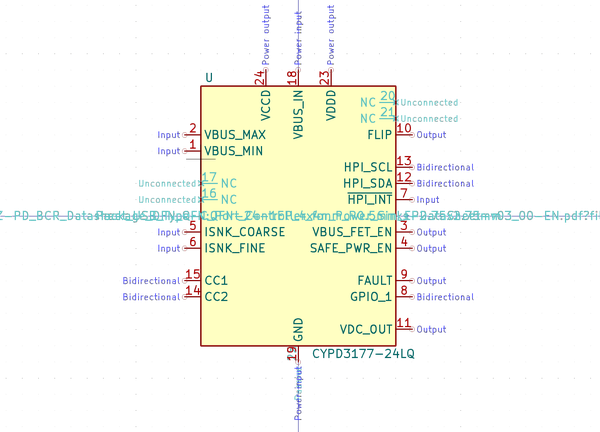 Power output
Power input
Power output
24
18
23
U
VCCD
VBUS_IN
VDDD
NC 20 Unconnected
NC 21 Unconnected
Input 2 VBUS_MAX
FLIP 10 Output
Input 1 VBUS_MIN
HPI_SCL 13 Bidirectional
Unconnected 17 NC
HPI_SDA 12 Bidirectional
Unconnected 16 NC
HPI_INT 7 Input
Input 5 ISNK_COARSE
VBUS_FET_EN 3 Output
Input 6 ISNK_FINE
SAFE_PWR_EN 4 Output
Bidirectional 15 CC1
FAULT 9 Output
Bidirectional 14 CC2
GPIO_1 8 Bidirectional
VDC_OUT 11 Output
GND
19
CYPD3177-24LQ
Power input